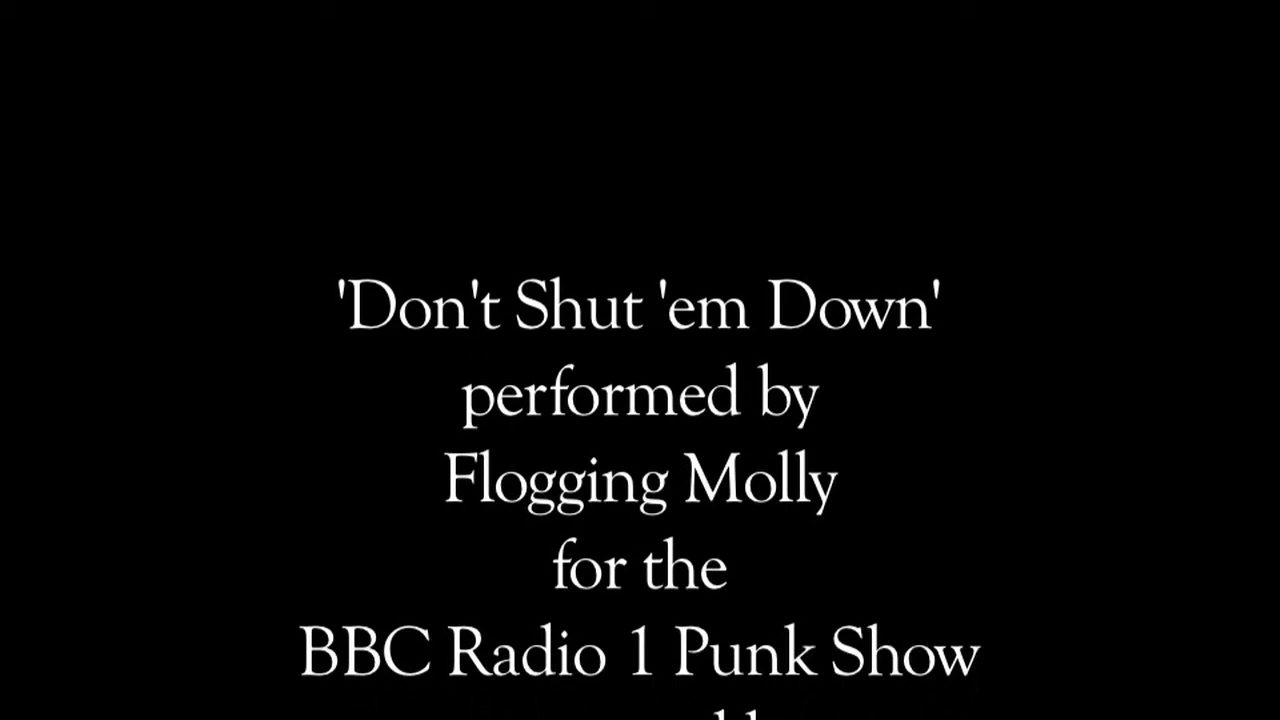 'Don't Shut 'em Down'
performed by
Flogging Molly
for the
BBC Radio 1 Punk Show